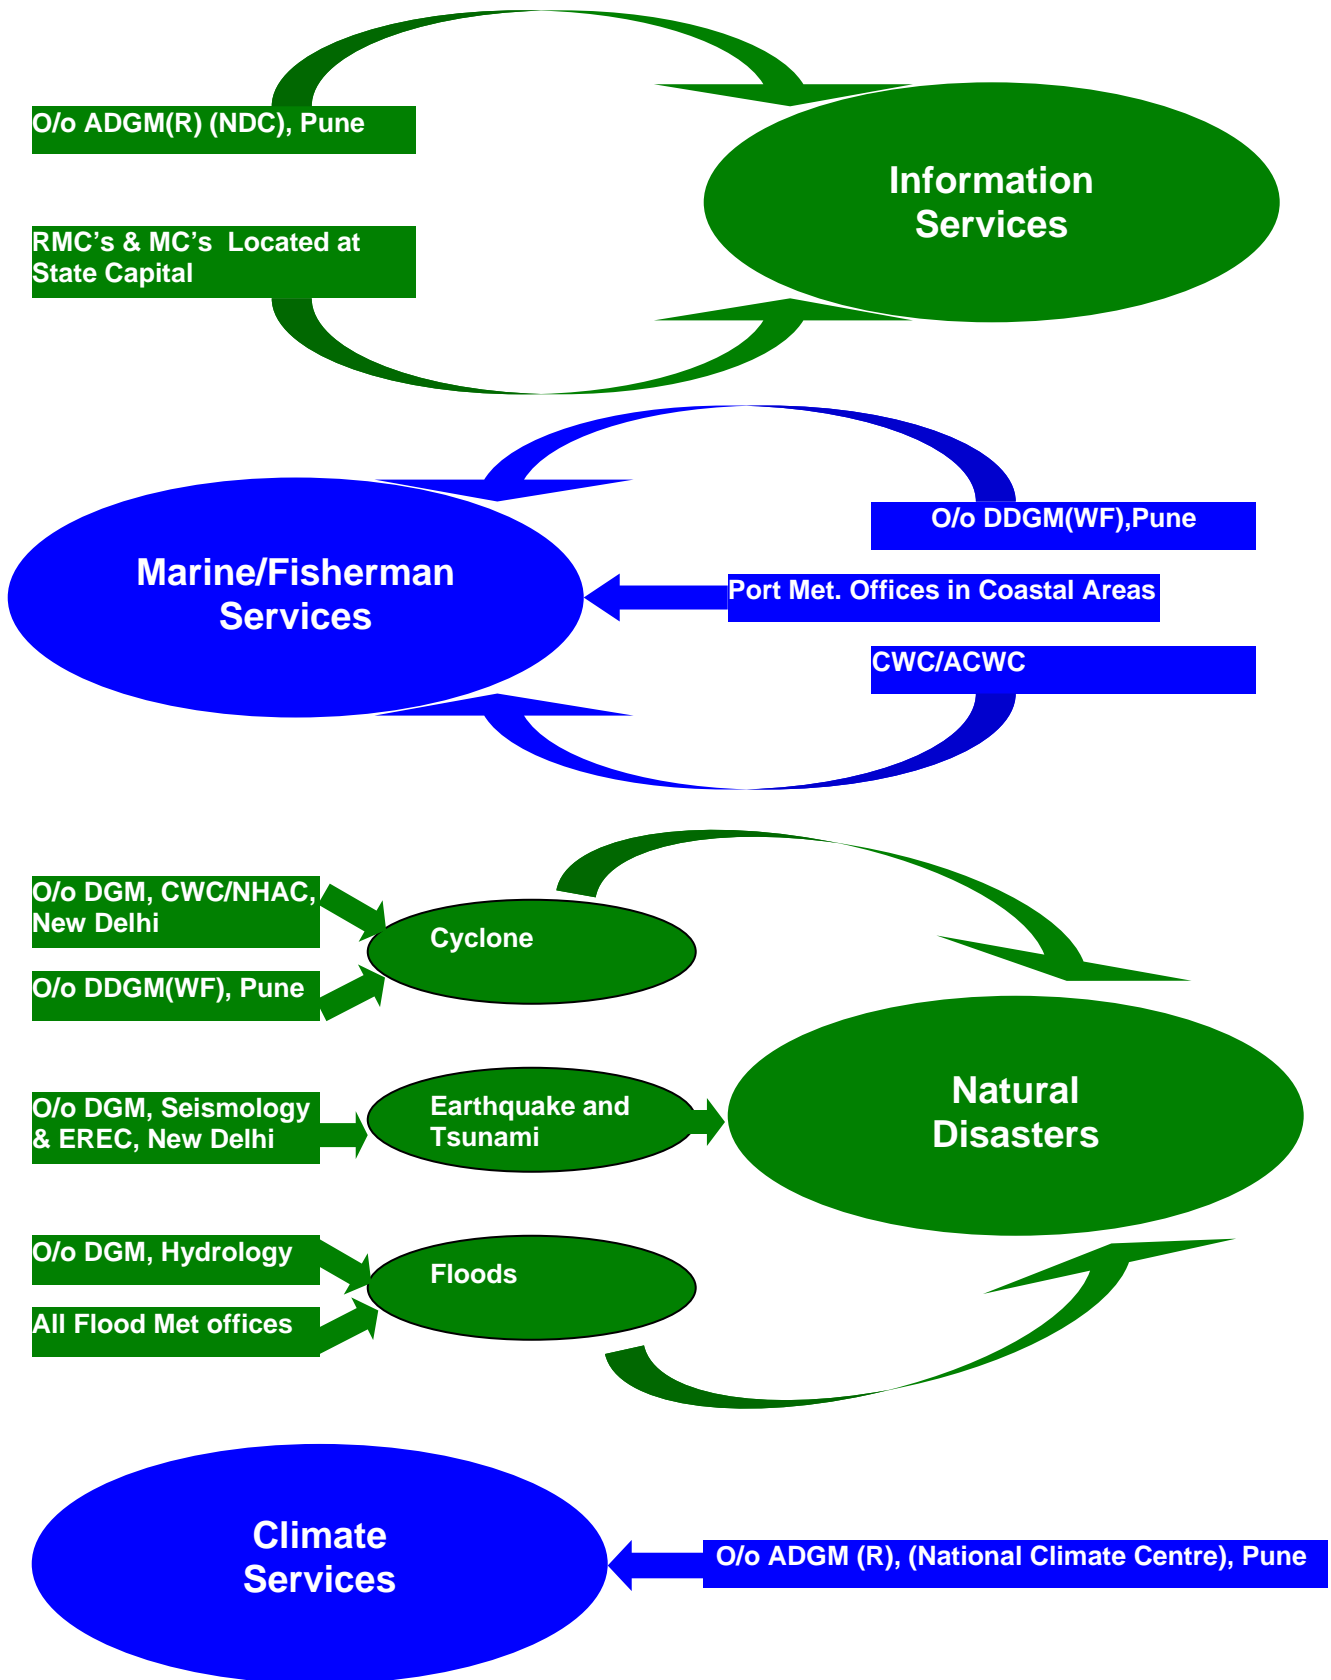 O/o ADGM(R) (NDC), Pune
Information
Services
RMC’s & MC’s  Located at
State Capital
O/o DDGM(WF),Pune
Marine/Fisherman
Services
Port Met. Offices in Coastal Areas
CWC/ACWC
O/o DGM, CWC/NHAC,
New Delhi
Cyclone
O/o DDGM(WF), Pune
O/o DGM, Seismology
& EREC, New Delhi
Earthquake and
Tsunami
Natural
Disasters
O/o DGM, Hydrology
Floods
All Flood Met offices
Climate
Services
O/o ADGM (R), (National Climate Centre), Pune